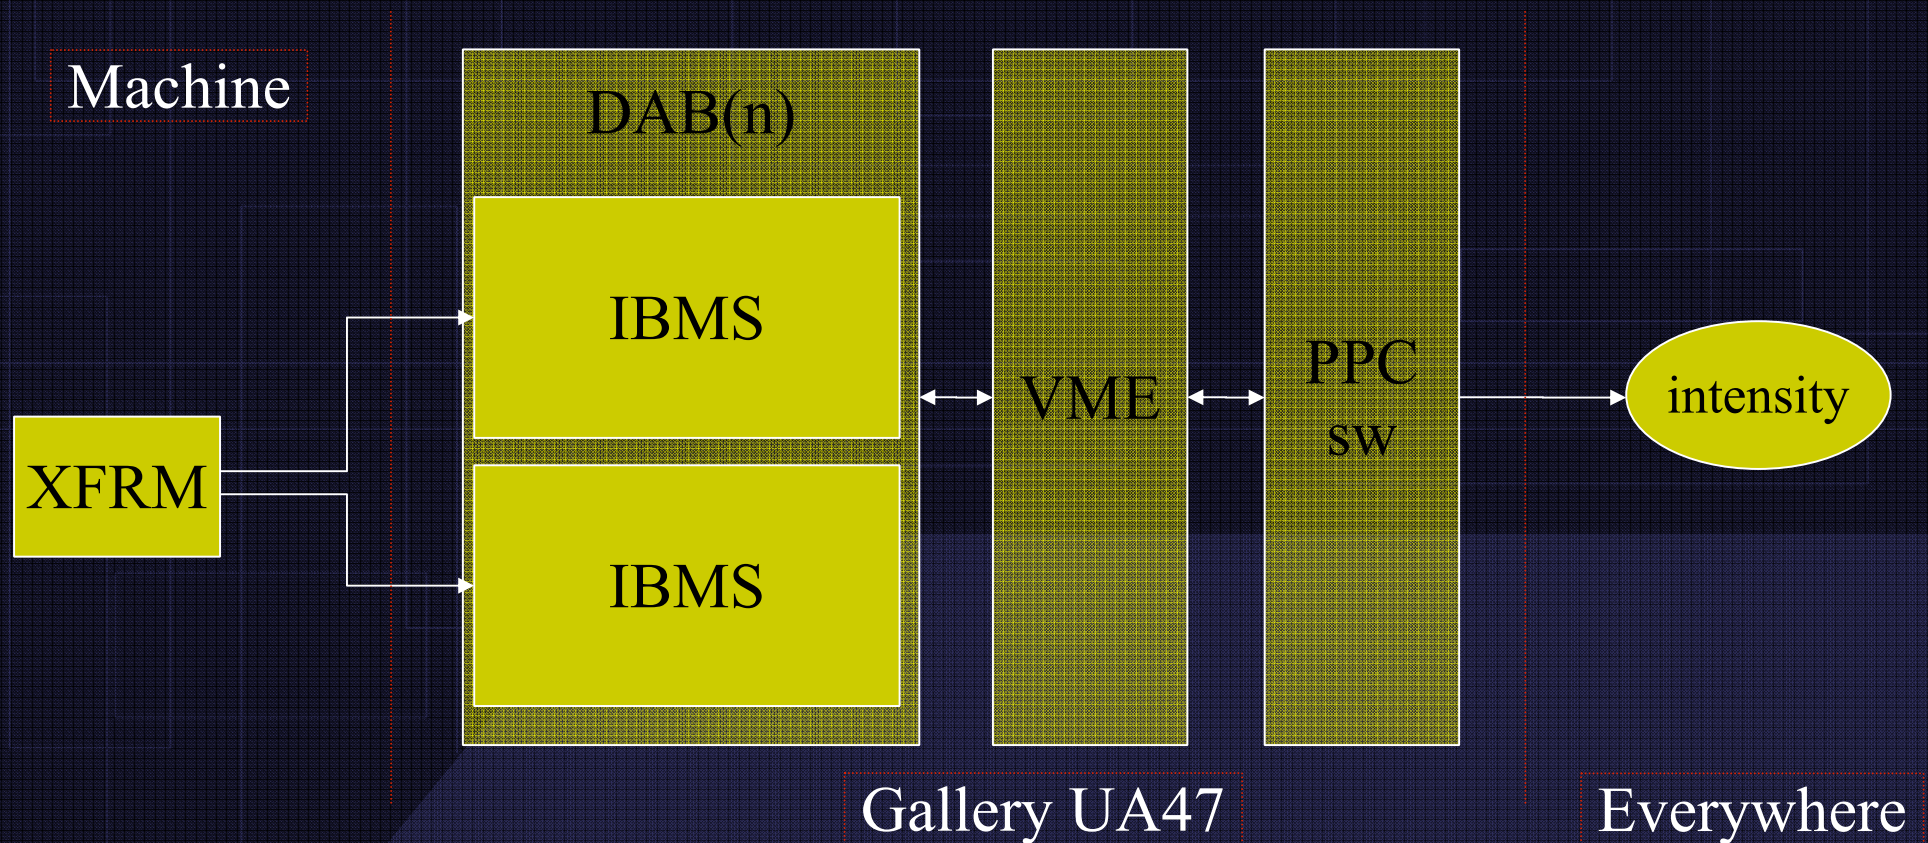 Machine
DAB(n)
IBMS
XFRM
IBMS
VME
PPC
sw
intensity
Gallery UA47
Everywhere